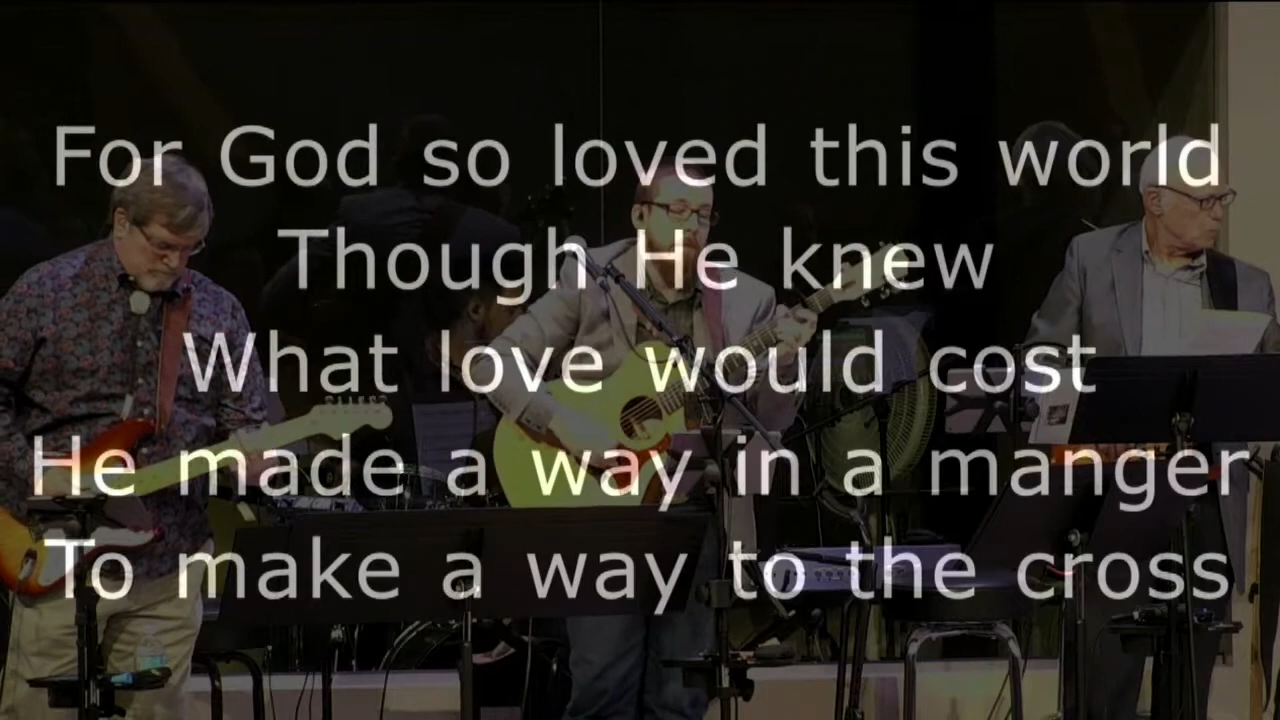 For God so loved this world
Though He knew
What love would cost
He made a way in a manger
To make a way to the cross